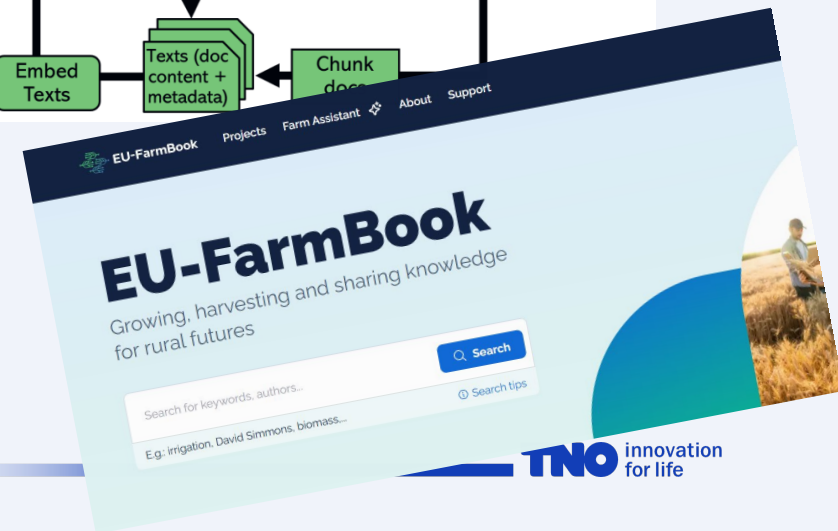 Embed
Texts
Texts (doc
content +
metadata)
Chunk
docs
EU-FarmBook
Projects
Farm Assistant
About
Support
EU-FarmBook
Growing, harvesting and sharing knowledge
for rural futures
Search for keywords, authors...
Search
E.g.: irrigation, David Simmons, biomass,...
Search tips
TNO innovation
for life